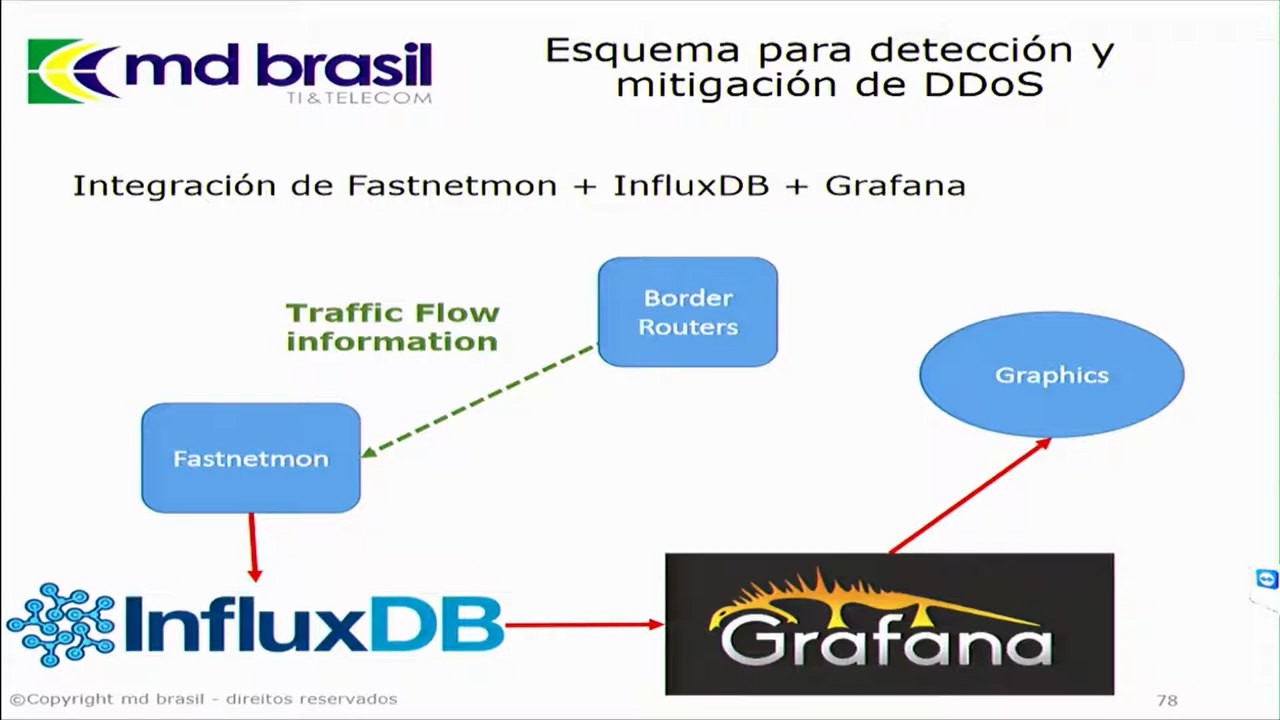 md brasil
TI & TELECOM
Esquema para detección y
mitigación de DDoS
Integración de Fastnetmon + InfluxDB + Grafana
Traffic Flow
information
Border
Routers
Graphics
Fastnetmon
InfluxDB
Grafana
©Copyright md brasil - direitos reservados
78